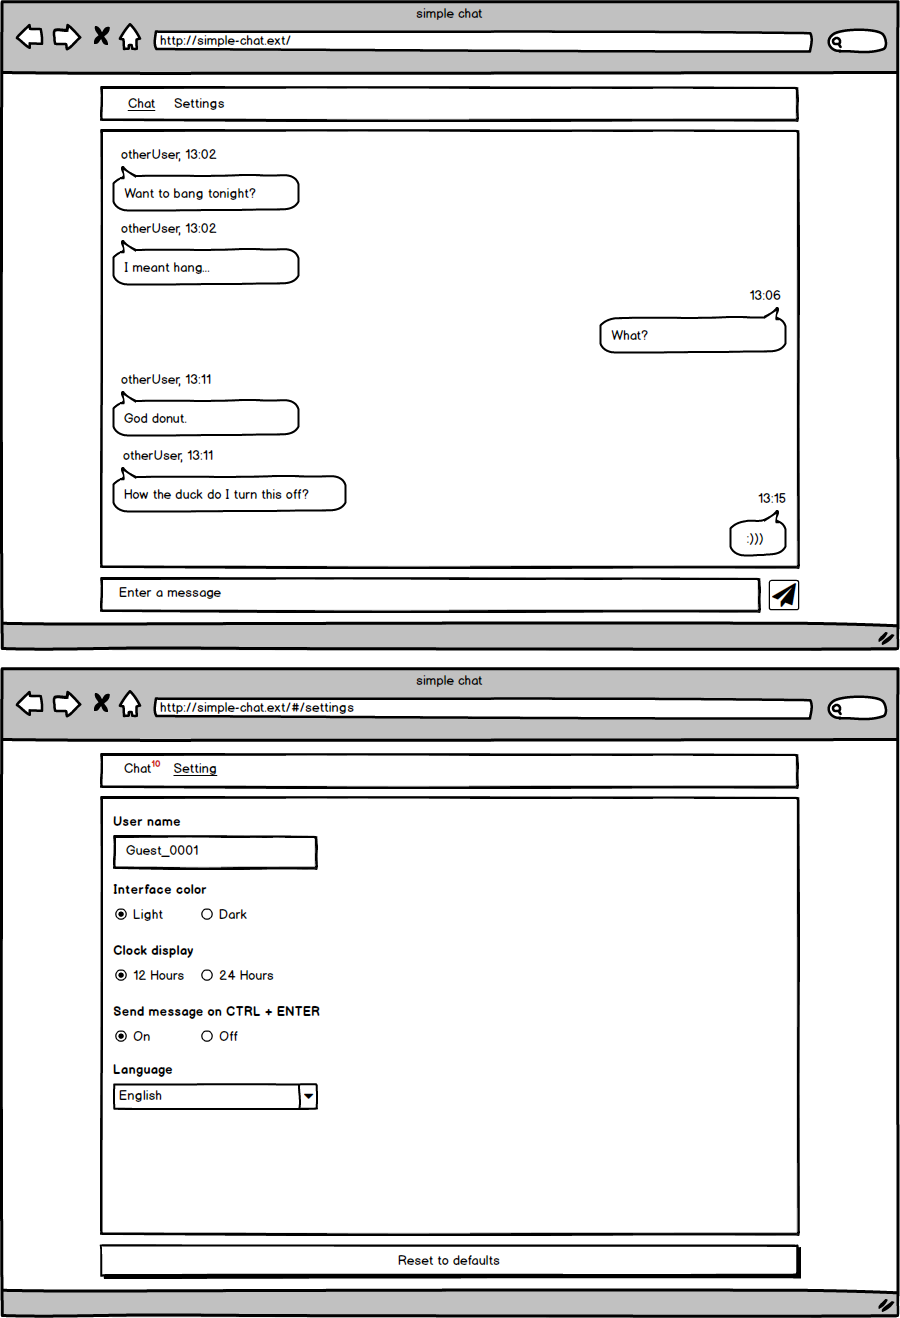 simple chat
http://simple-chat.ext/
Chat Settings
otherUser, 13:02
Want to bang tonight?
otherUser, 13:02
I meant hang...
13:06
What?
otherUser, 13:11
God donut.
otherUser, 13:11
How the duck do I turn this off?
13:15
:)))
Enter a message
simple chat
http://simple-chat.ext/#/settings
Chat10 Setting
User name
Guest_0001
Interface color
Light Dark
Clock display
12 Hours 24 Hours
Send message on CTRL + ENTER
On Off
Language
English
Reset to defaults